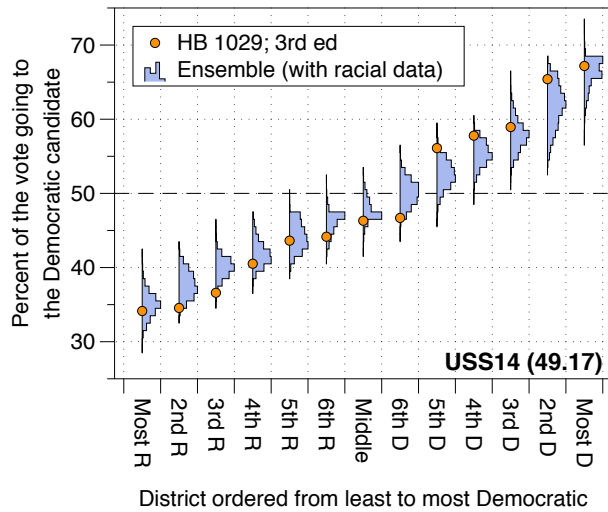 HB 1029; 3rd ed
Ensemble (with racial data)
Percent of the vote going to
the Democratic candidate
70
60
50
40
30
USS14 (49.17)
Most R
2nd R
3rd R
4th R
5th R
6th R
Middle
6th D
5th D
4th D
3rd D
2nd D
Most D
District ordered from least to most Democratic